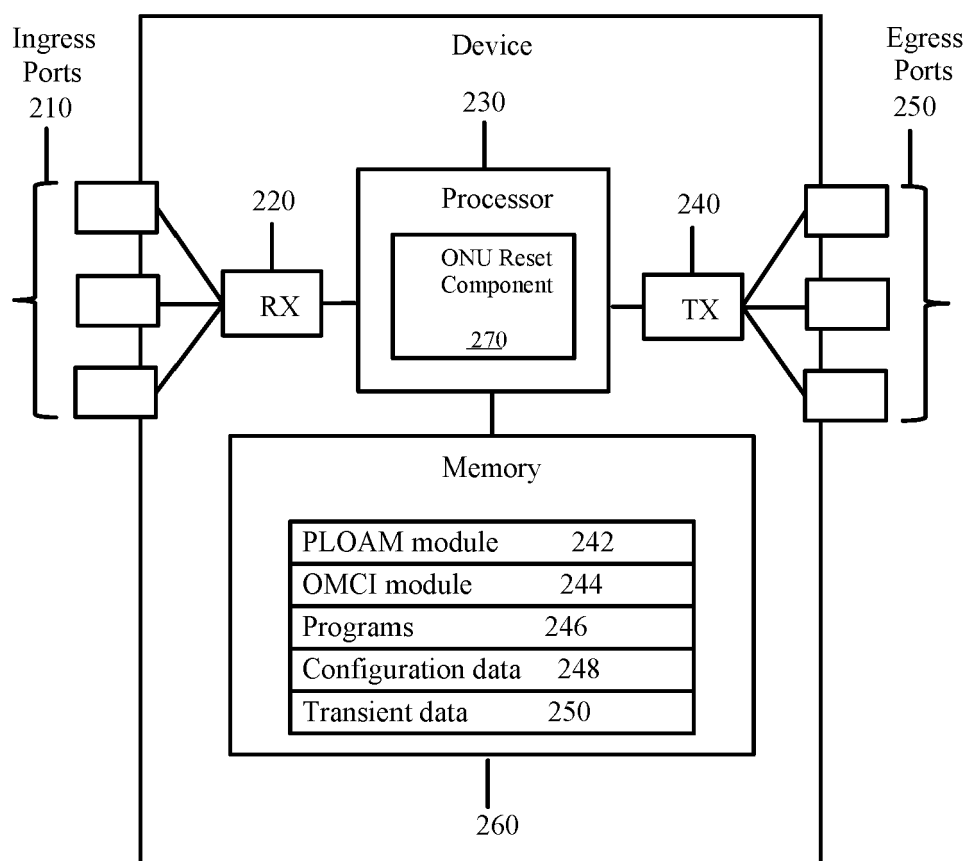 Device
Ingress
Ports
210
Egress
Ports
250
230
220
240
Processor
ONU Reset
Component
270
RX
TX
Memory
PLOAM module 242
OMCI module 244
Programs 246
Configuration data 248
Transient data 250
260